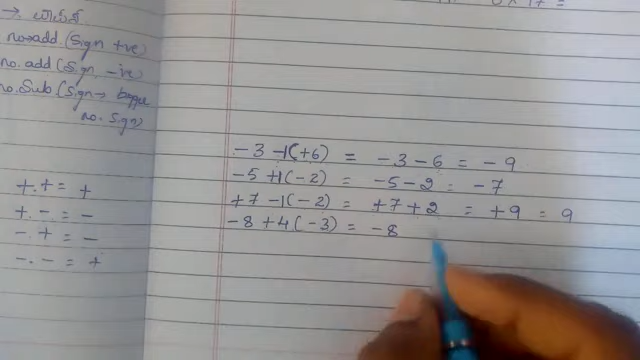 no→add (Sign +ve)
no. add (Sign -ve)
no. Sub (Sign →
no. Sign)
+.+ = +
+.- = -
-.+ = -
-.- = +
-3 -1(+6) = -3-6 = -9
-5 +1(-2) = -5-2 = -7
+7 -1(-2) = +7+2 = +9 = 9
-8 +4(-3) = -8